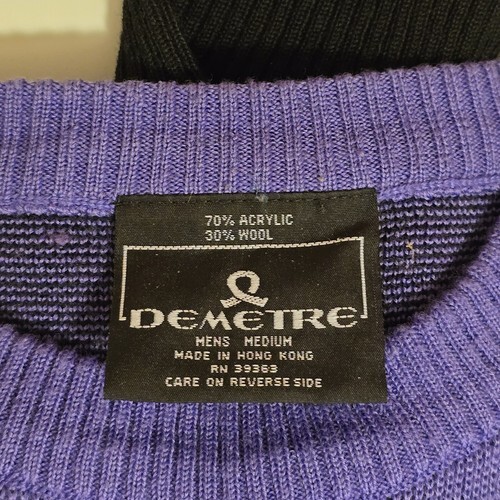 70% ACRYLIC
30% WOOL
DEMETRE
MENS MEDIUM
MADE IN HONG KONG
RN 39363
CARE ON REVERSE SIDE